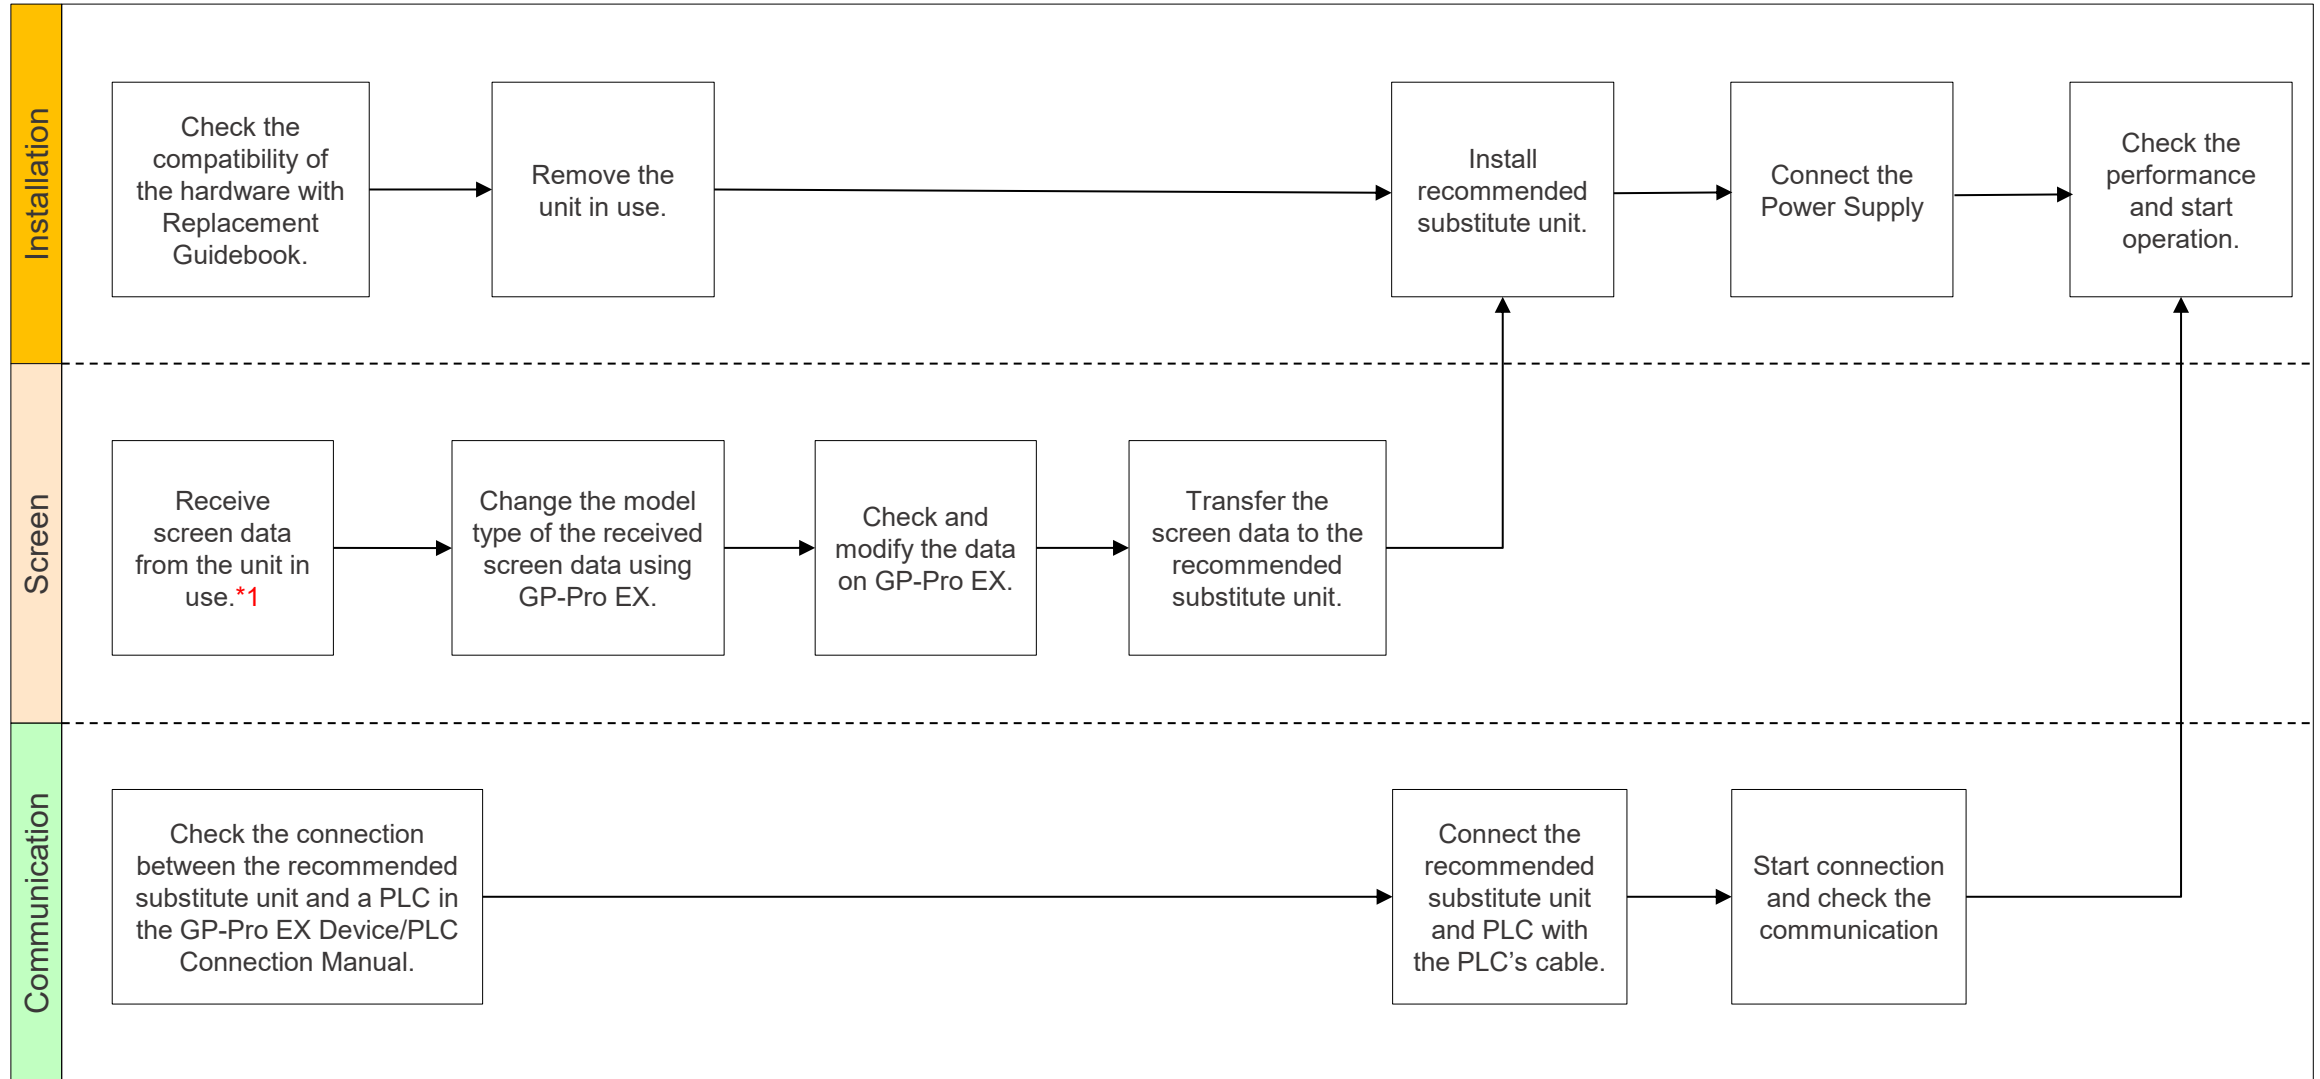 Installation
Check the
compatibility of
the hardware with
Replacement
Guidebook.
Remove the
unit in use.
Install
recommended
substitute unit.
Connect the
Power Supply
Check the
performance
and start
operation.
Screen
Receive
screen data
from the unit in
use.*1
Change the model
type of the received
screen data using
GP-Pro EX.
Check and
modify the data
on GP-Pro EX.
Transfer the
screen data to the
recommended
substitute unit.
Communication
Check the connection
between the recommended
substitute unit and a PLC in
the GP-Pro EX Device/PLC
Connection Manual.
Connect the
recommended
substitute unit
and PLC with
the PLC’s cable.
Start connection
and check the
communication